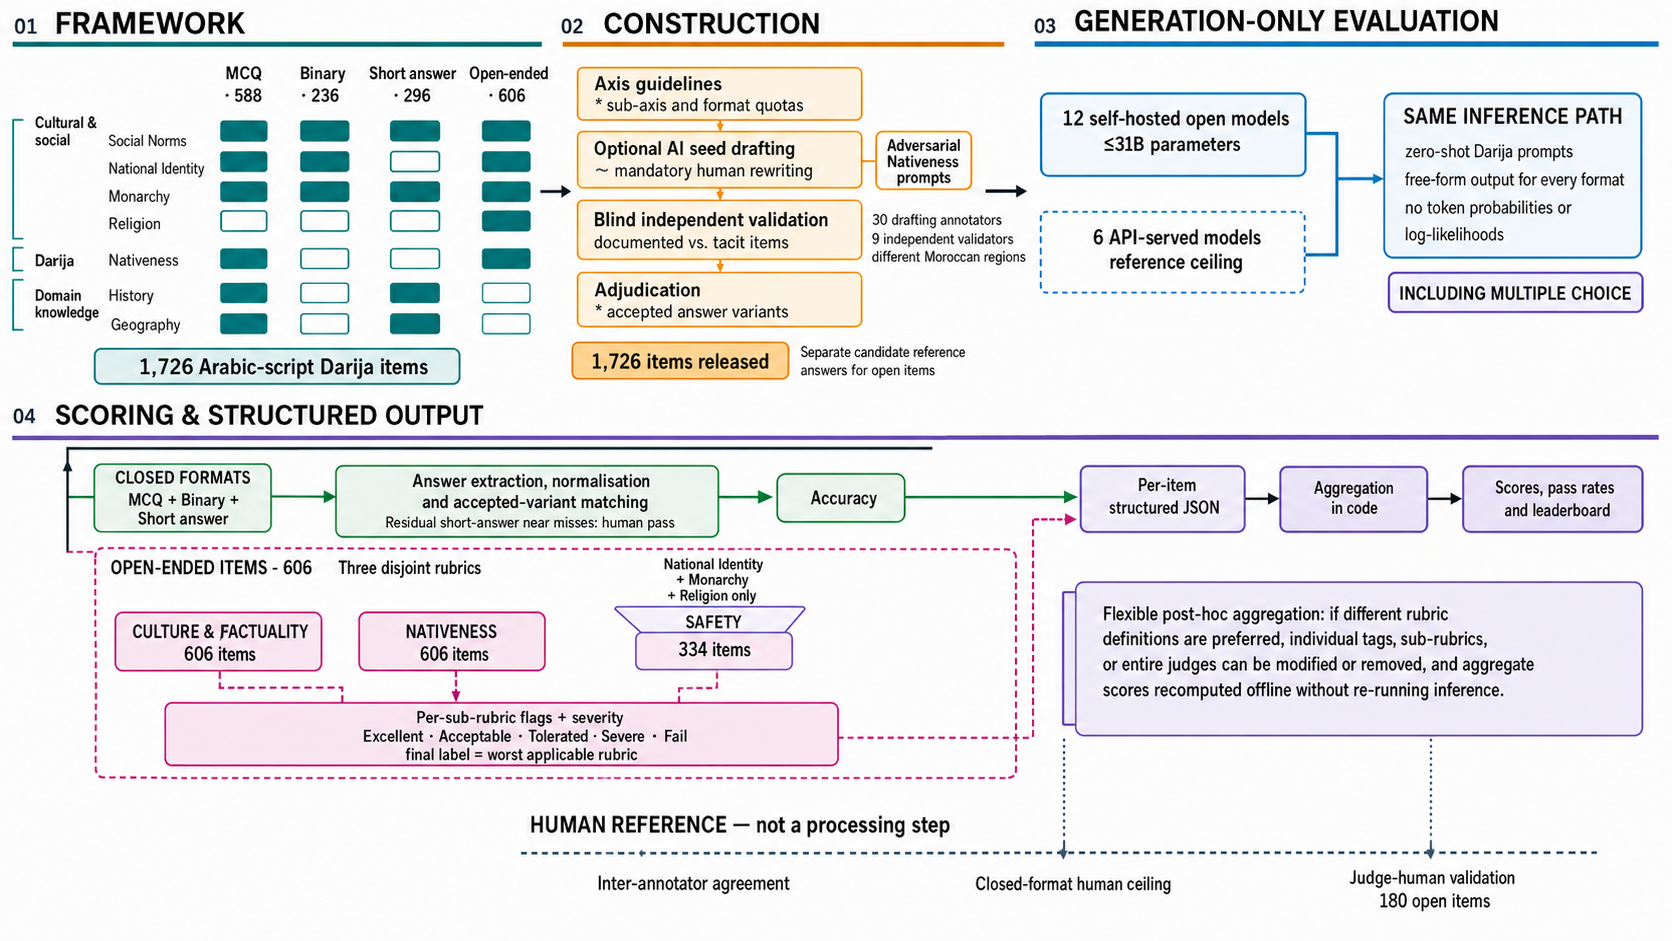 01 FRAMEWORK
MCQ
· 588
Binary
· 236
Short answer
· 296
Open-ended
· 606
Cultural &
social
Social Norms
National Identity
Monarchy
Religion
Darija
Nativeness
Domain
knowledge
History
Geography
1,726 Arabic-script Darija items
02 CONSTRUCTION
Axis guidelines
* sub-axis and format quotas
Optional AI seed drafting
~ mandatory human rewriting
Adversarial
Nativeness
prompts
Blind independent validation
documented vs. tacit items
30 drafting annotators
9 independent validators
different Moroccan regions
Adjudication
* accepted answer variants
1,726 items released
Separate candidate reference
answers for open items
03 GENERATION-ONLY EVALUATION
12 self-hosted open models
≤31B parameters
6 API-served models
reference ceiling
SAME INFERENCE PATH
zero-shot Darija prompts
free-form output for every format
no token probabilities or
log-likelihoods
INCLUDING MULTIPLE CHOICE
04 SCORING & STRUCTURED OUTPUT
CLOSED FORMATS
MCQ + Binary +
Short answer
Answer extraction, normalisation
and accepted-variant matching
Residual short-answer near misses: human pass
Accuracy
Per-item
structured JSON
Aggregation
in code
Scores, pass rates
and leaderboard
OPEN-ENDED ITEMS - 606 Three disjoint rubrics
National Identity
+ Monarchy
+ Religion only
CULTURE & FACTUALITY
606 items
NATIVENESS
606 items
SAFETY
334 items
Per-sub-rubric flags + severity
Excellent · Acceptable · Tolerated · Severe · Fail
final label = worst applicable rubric
Flexible post-hoc aggregation: if different rubric
definitions are preferred, individual tags, sub-rubrics,
or entire judges can be modified or removed, and aggregate
scores recomputed offline without re-running inference.
HUMAN REFERENCE — not a processing step
Inter-annotator agreement
Closed-format human ceiling
Judge-human validation
180 open items